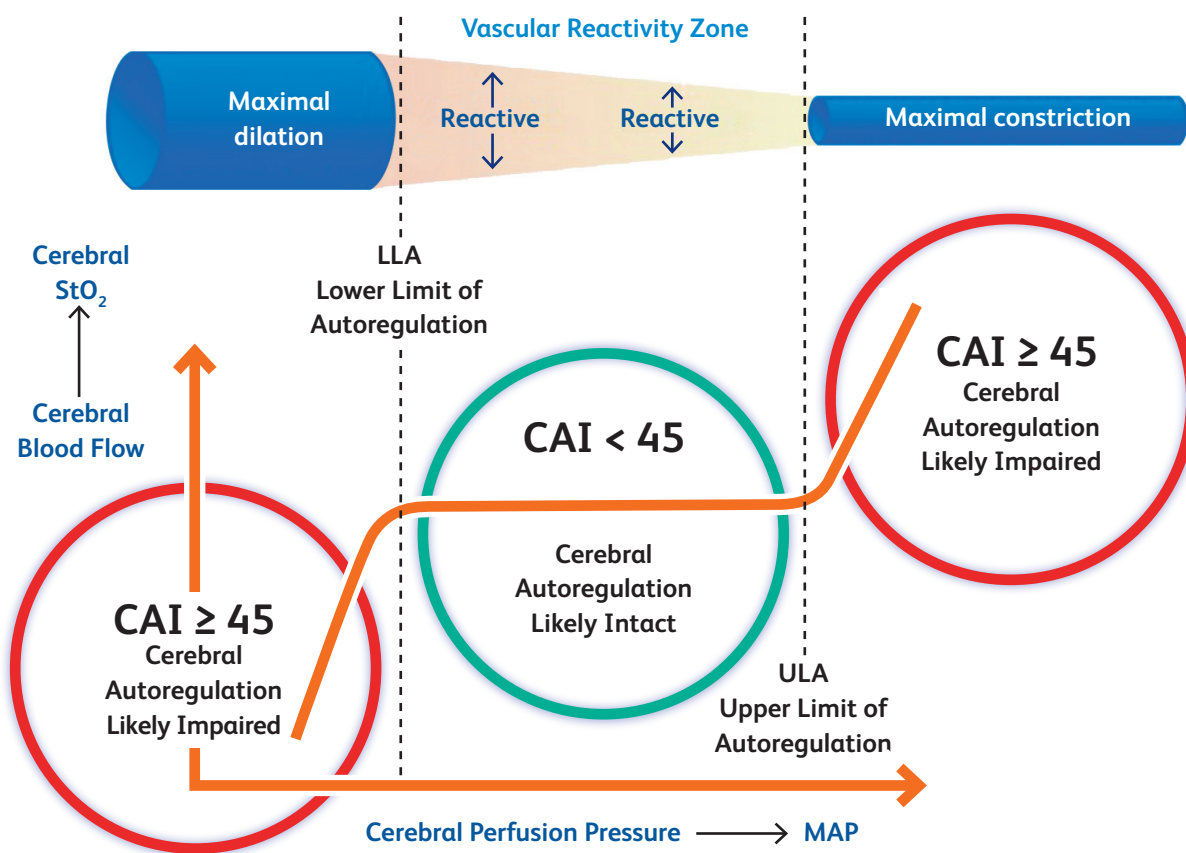 Vascular Reactivity Zone
Maximal
dilation
Reactive
Reactive
Maximal constriction
Cerebral
StO₂
Cerebral
Blood Flow
LLA
Lower Limit of
Autoregulation
CAI ≥ 45
Cerebral
Autoregulation
Likely Impaired
CAI < 45
Cerebral
Autoregulation
Likely Intact
CAI ≥ 45
Cerebral
Autoregulation
Likely Impaired
ULA
Upper Limit of
Autoregulation
Cerebral Perfusion Pressure
MAP